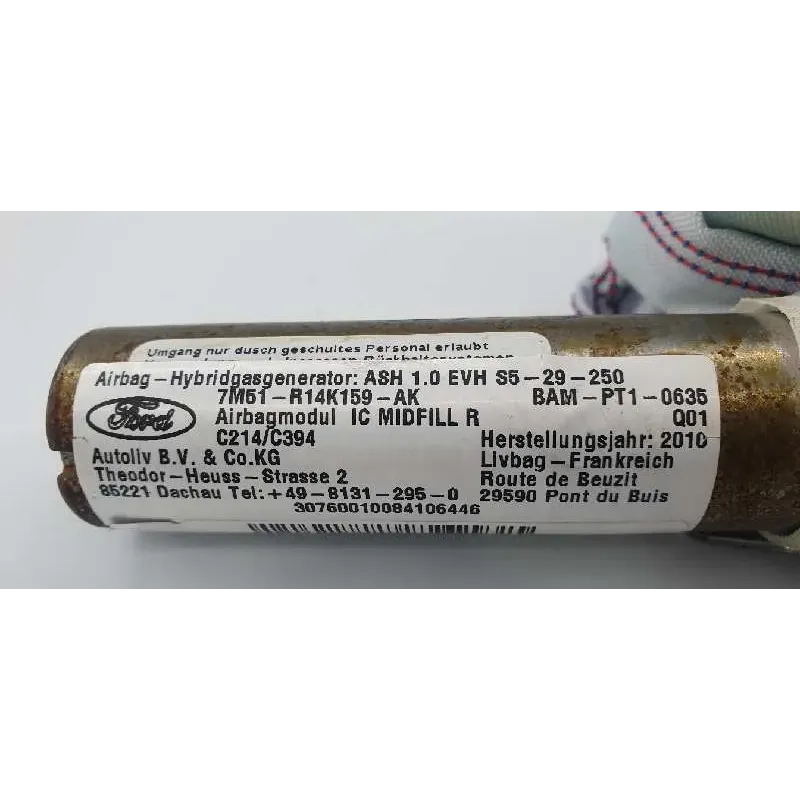 Umgang nur dusch geschultes Personal erlaubt
Airbag-Hybridgasgenerator: ASH 1.0 EVH S5-29-250
7M51-R14K159-AK BAM-PT1-0635
Ford Airbagmodul IC MIDFILL R Q01
C214/C394 Herstellungsjahr: 2010
Autoliv B.V. & Co.KG Livbag-Frankreich
Theodor-Heuss-Strasse 2 Route de Beuzit
85221 Dachau Tel:+49-8131-295-0 29590 Pont du Buis
30760010084106446